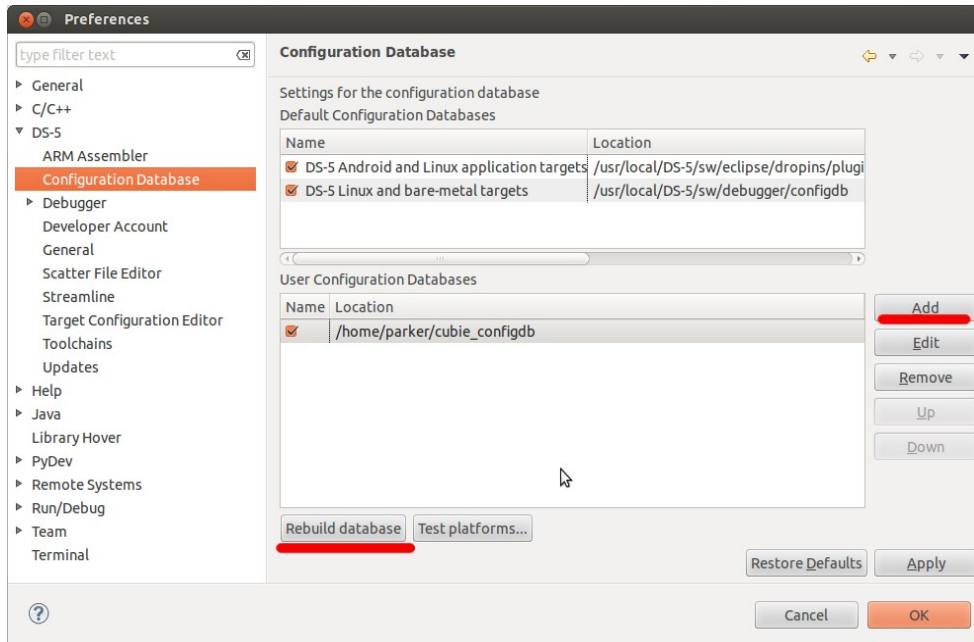 Preferences
type filter text
General
C/C++
DS-5
ARM Assembler
Configuration Database
Debugger
Developer Account
General
Scatter File Editor
Streamline
Target Configuration Editor
Toolchains
Updates
Help
Java
Library Hover
PyDev
Remote Systems
Run/Debug
Team
Terminal
Configuration Database
Settings for the configuration database
Default Configuration Databases
Name Location
DS-5 Android and Linux application targets /usr/local/DS-5/sw/eclipse/dropins/plugi
DS-5 Linux and bare-metal targets /usr/local/DS-5/sw/debugger/configdb
User Configuration Databases
Name Location
/home/parker/cubie_configdb
Add
Edit
Remove
Up
Down
Rebuild database Test platforms...
Restore Defaults Apply
? Cancel OK